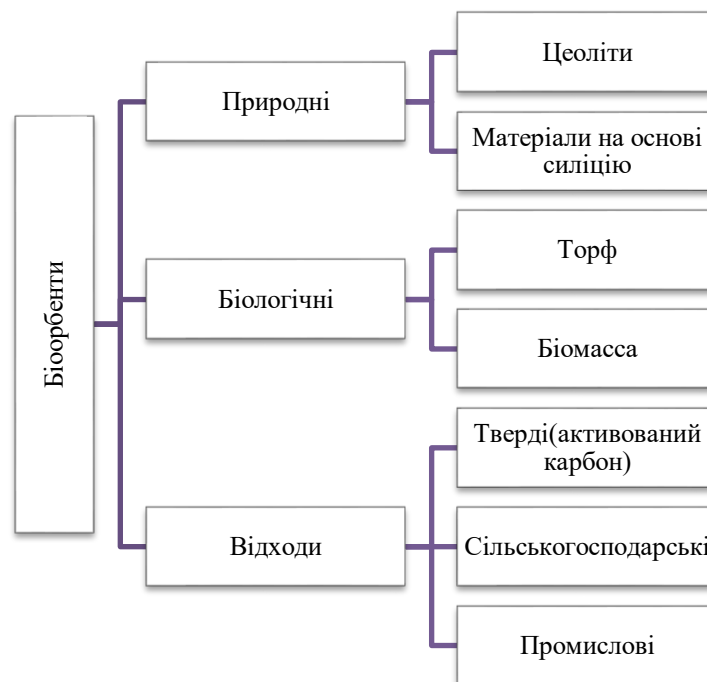 Біоорбенти
Природні
Цеоліти
Матеріали на основі
силіцію
Біологічні
Торф
Біомасса
Відходи
Тверді(активований
карбон)
Сільськогосподарські
Промислові